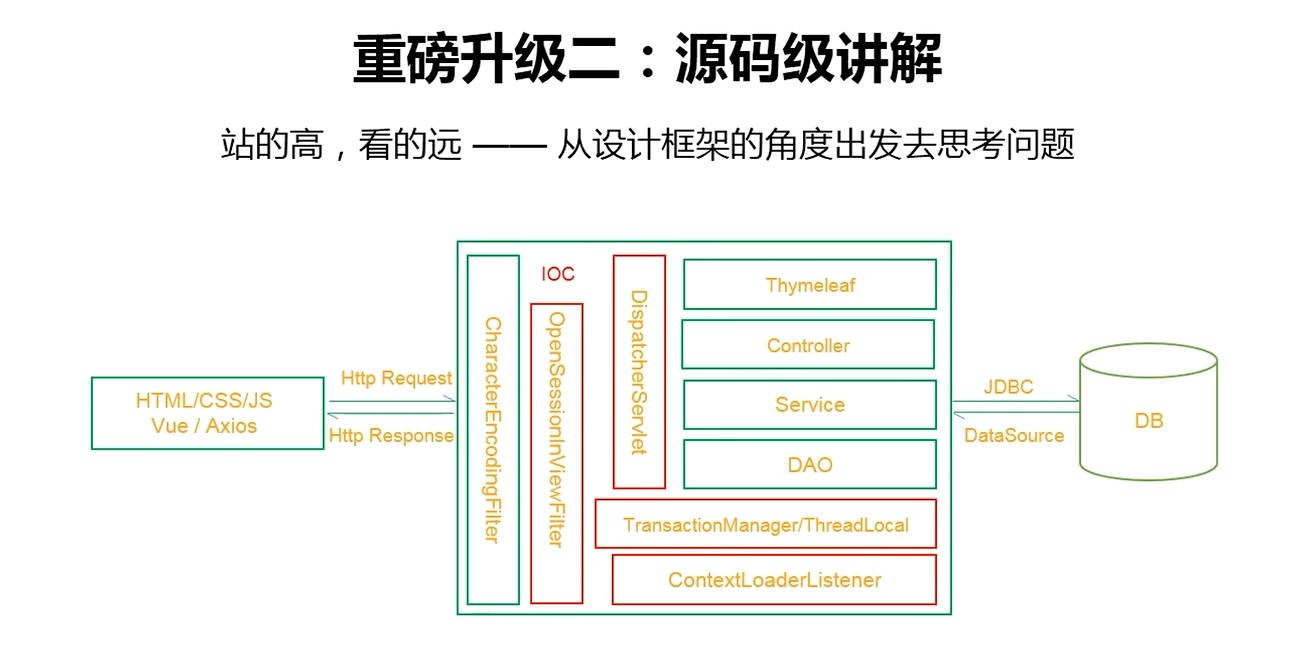 重磅升级二：源码级讲解
站的高，看的远 —— 从设计框架的角度出发去思考问题
HTML/CSS/JS
Vue / Axios
Http Request
Http Response
CharacterEncodingFilter
IOC
OpenSessionInViewFilter
DispatcherServlet
Thymeleaf
Controller
Service
DAO
TransactionManager/ThreadLocal
ContextLoaderListener
JDBC
DataSource
DB